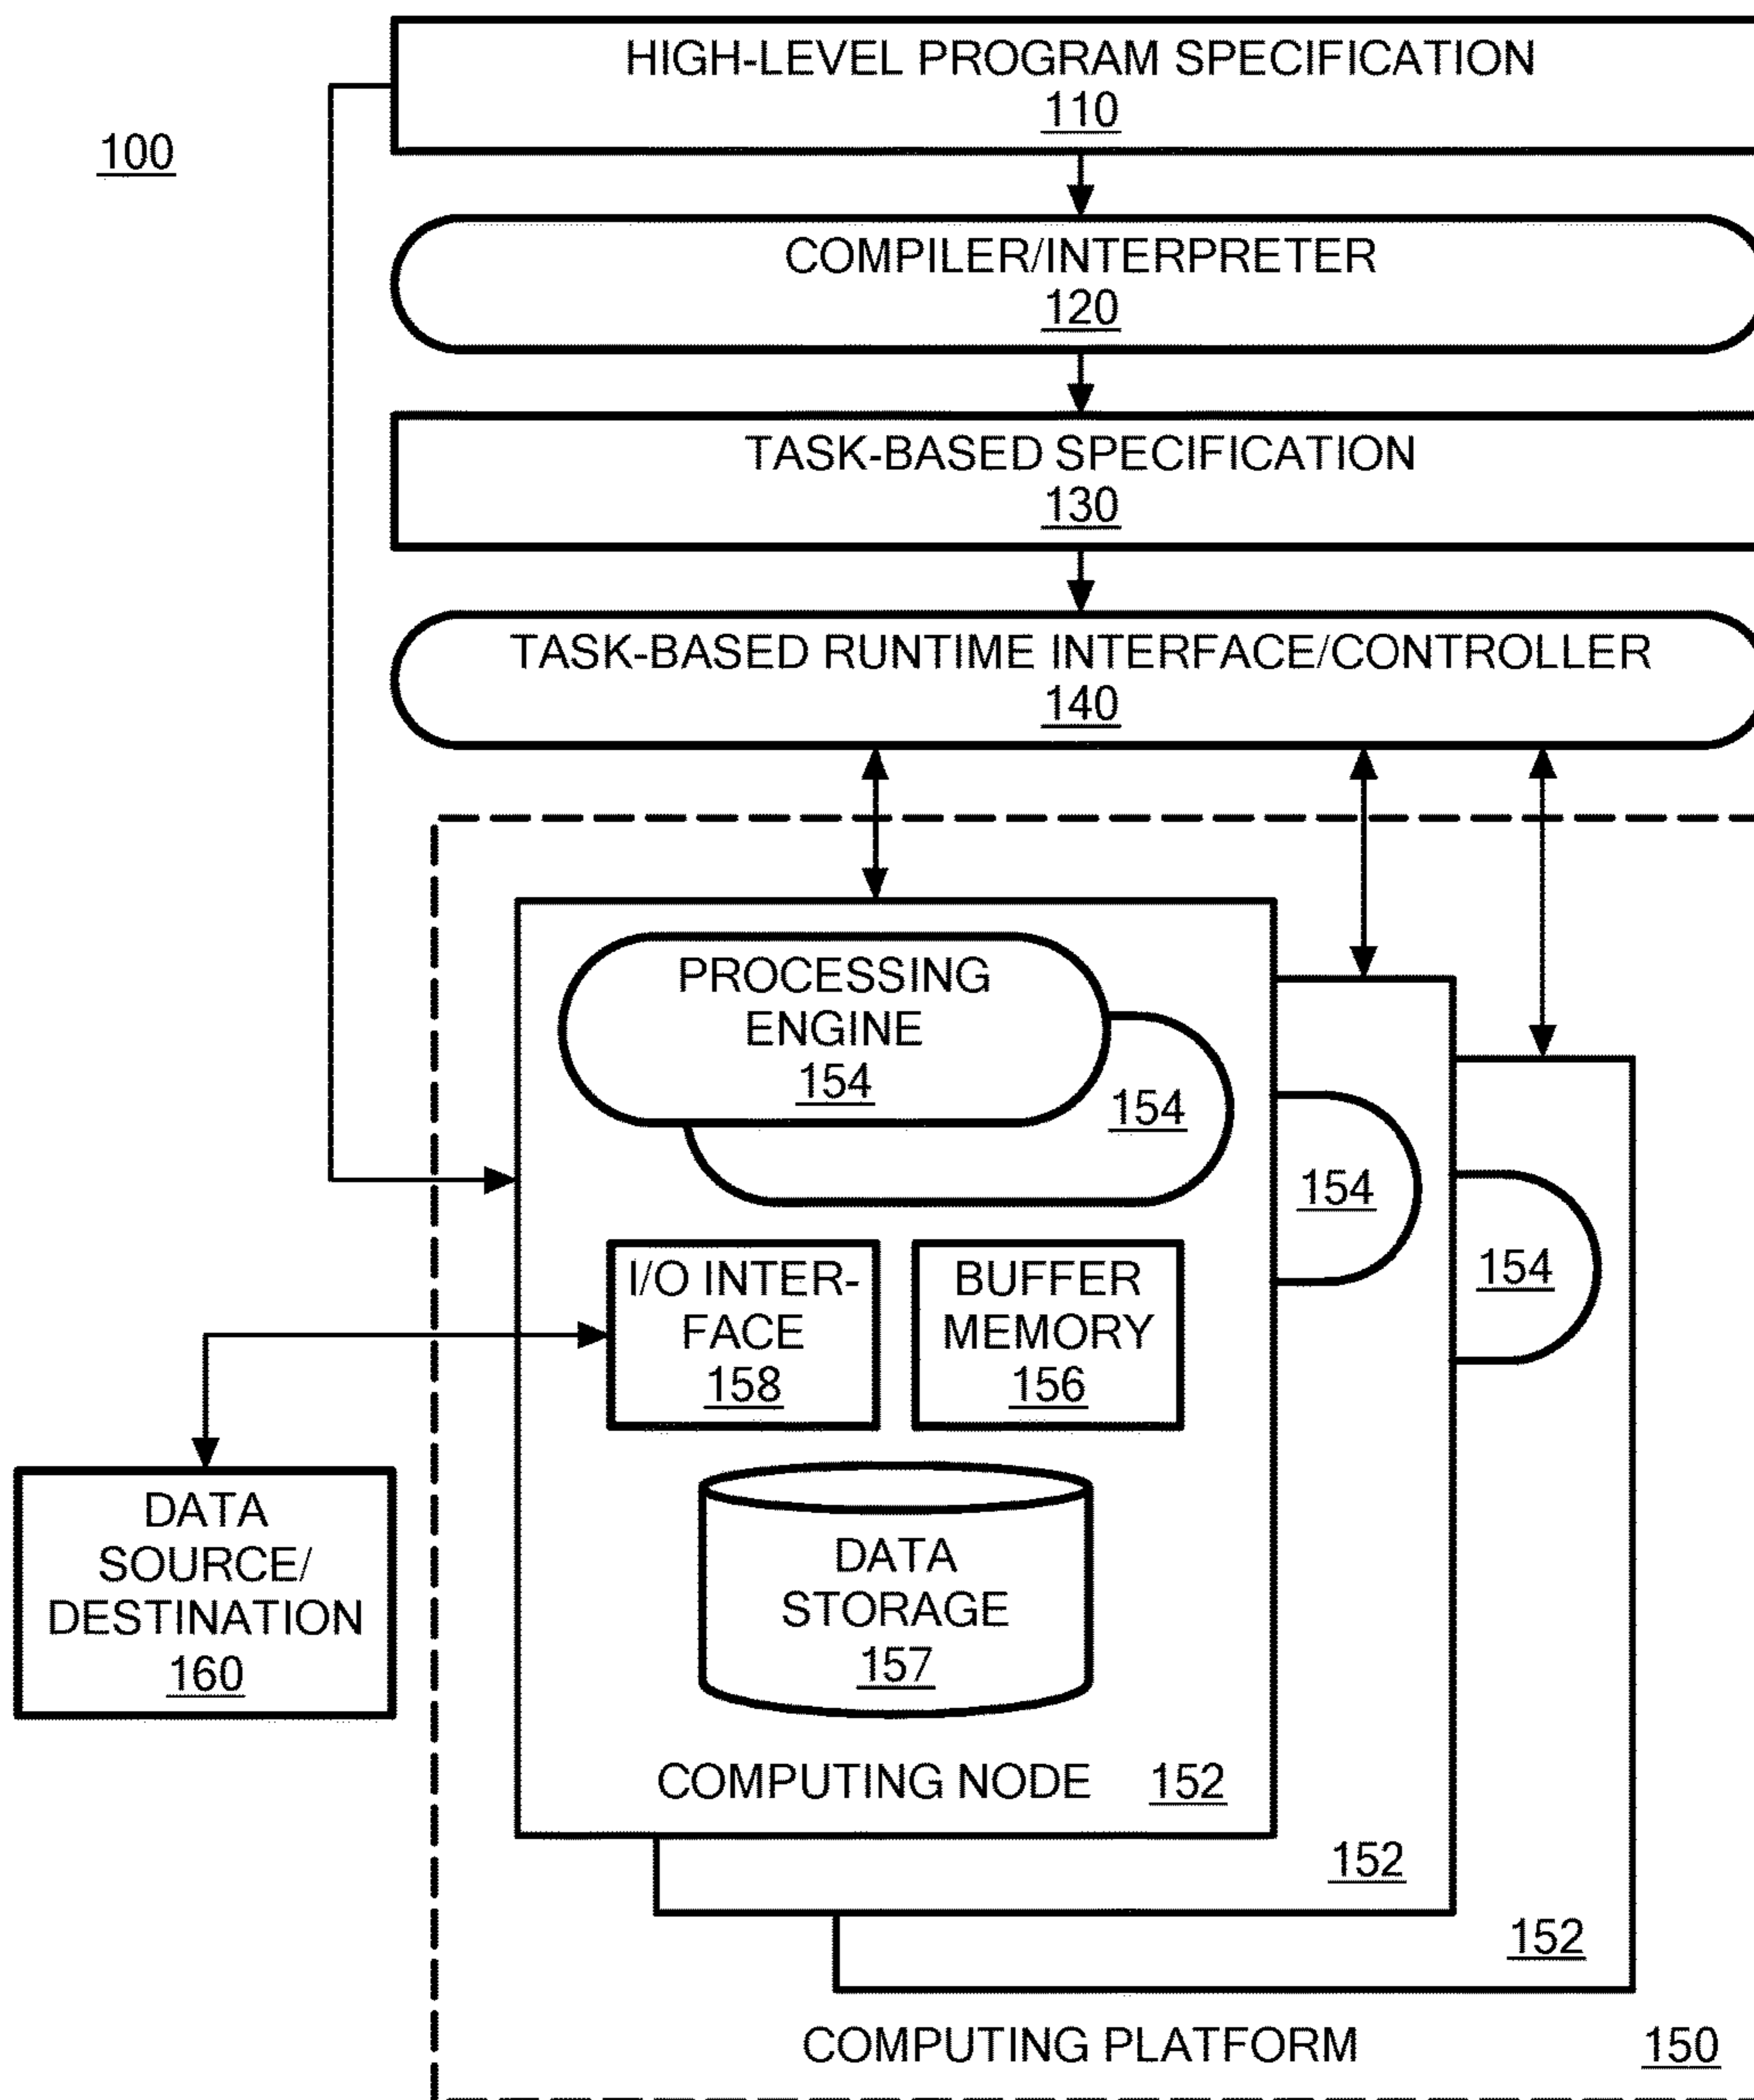 100
HIGH-LEVEL PROGRAM SPECIFICATION
110
COMPILER/INTERPRETER
120
TASK-BASED SPECIFICATION
130
TASK-BASED RUNTIME INTERFACE/CONTROLLER
140
PROCESSING
ENGINE
154
154
154
154
I/O INTER-
FACE
158
BUFFER
MEMORY
156
DATA
STORAGE
157
COMPUTING NODE 152
152
152
DATA
SOURCE/
DESTINATION
160
COMPUTING PLATFORM 150